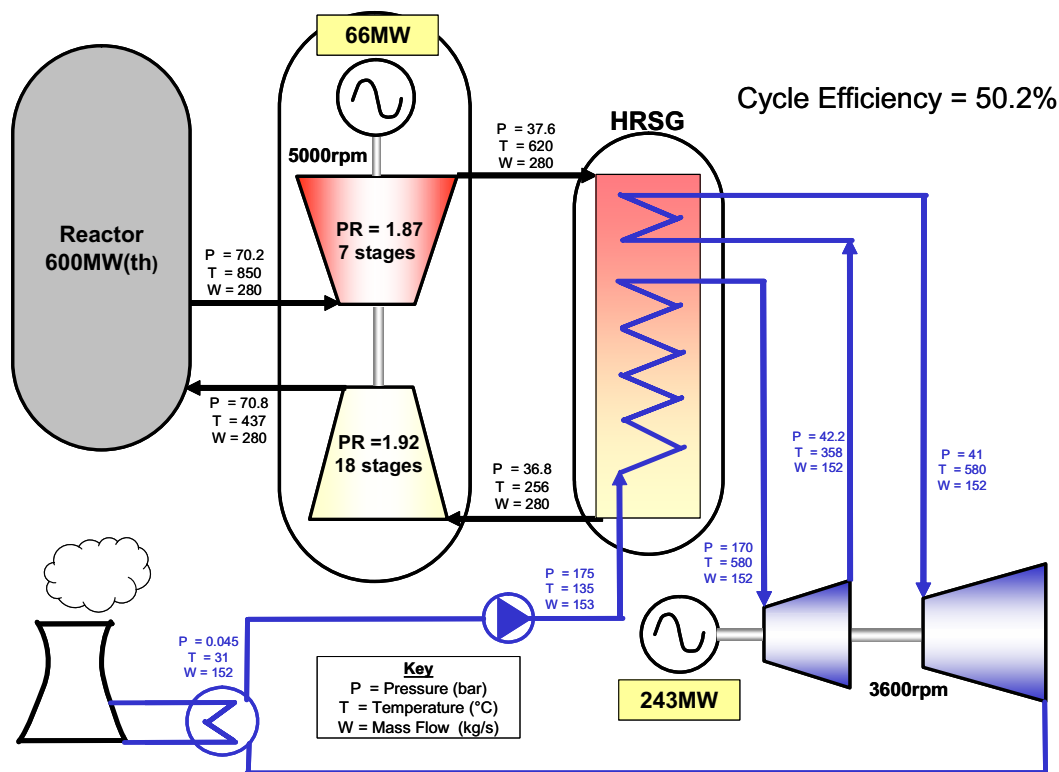 66MW
Cycle Efficiency = 50.2%
HRSG
P = 37.6
T = 620
W = 280
5000rpm
PR = 1.87
7 stages
Reactor
600MW(th)
P = 70.2
T = 850
W = 280
P = 70.8
T = 437
W = 280
PR =1.92
18 stages
P = 36.8
T = 256
W = 280
P = 42.2
T = 358
W = 152
P = 41
T = 580
W = 152
P = 170
T = 580
W = 152
P = 175
T = 135
W = 153
P = 0.045
T = 31
W = 152
Key
P = Pressure (bar)
T = Temperature (°C)
W = Mass Flow (kg/s)
243MW
3600rpm